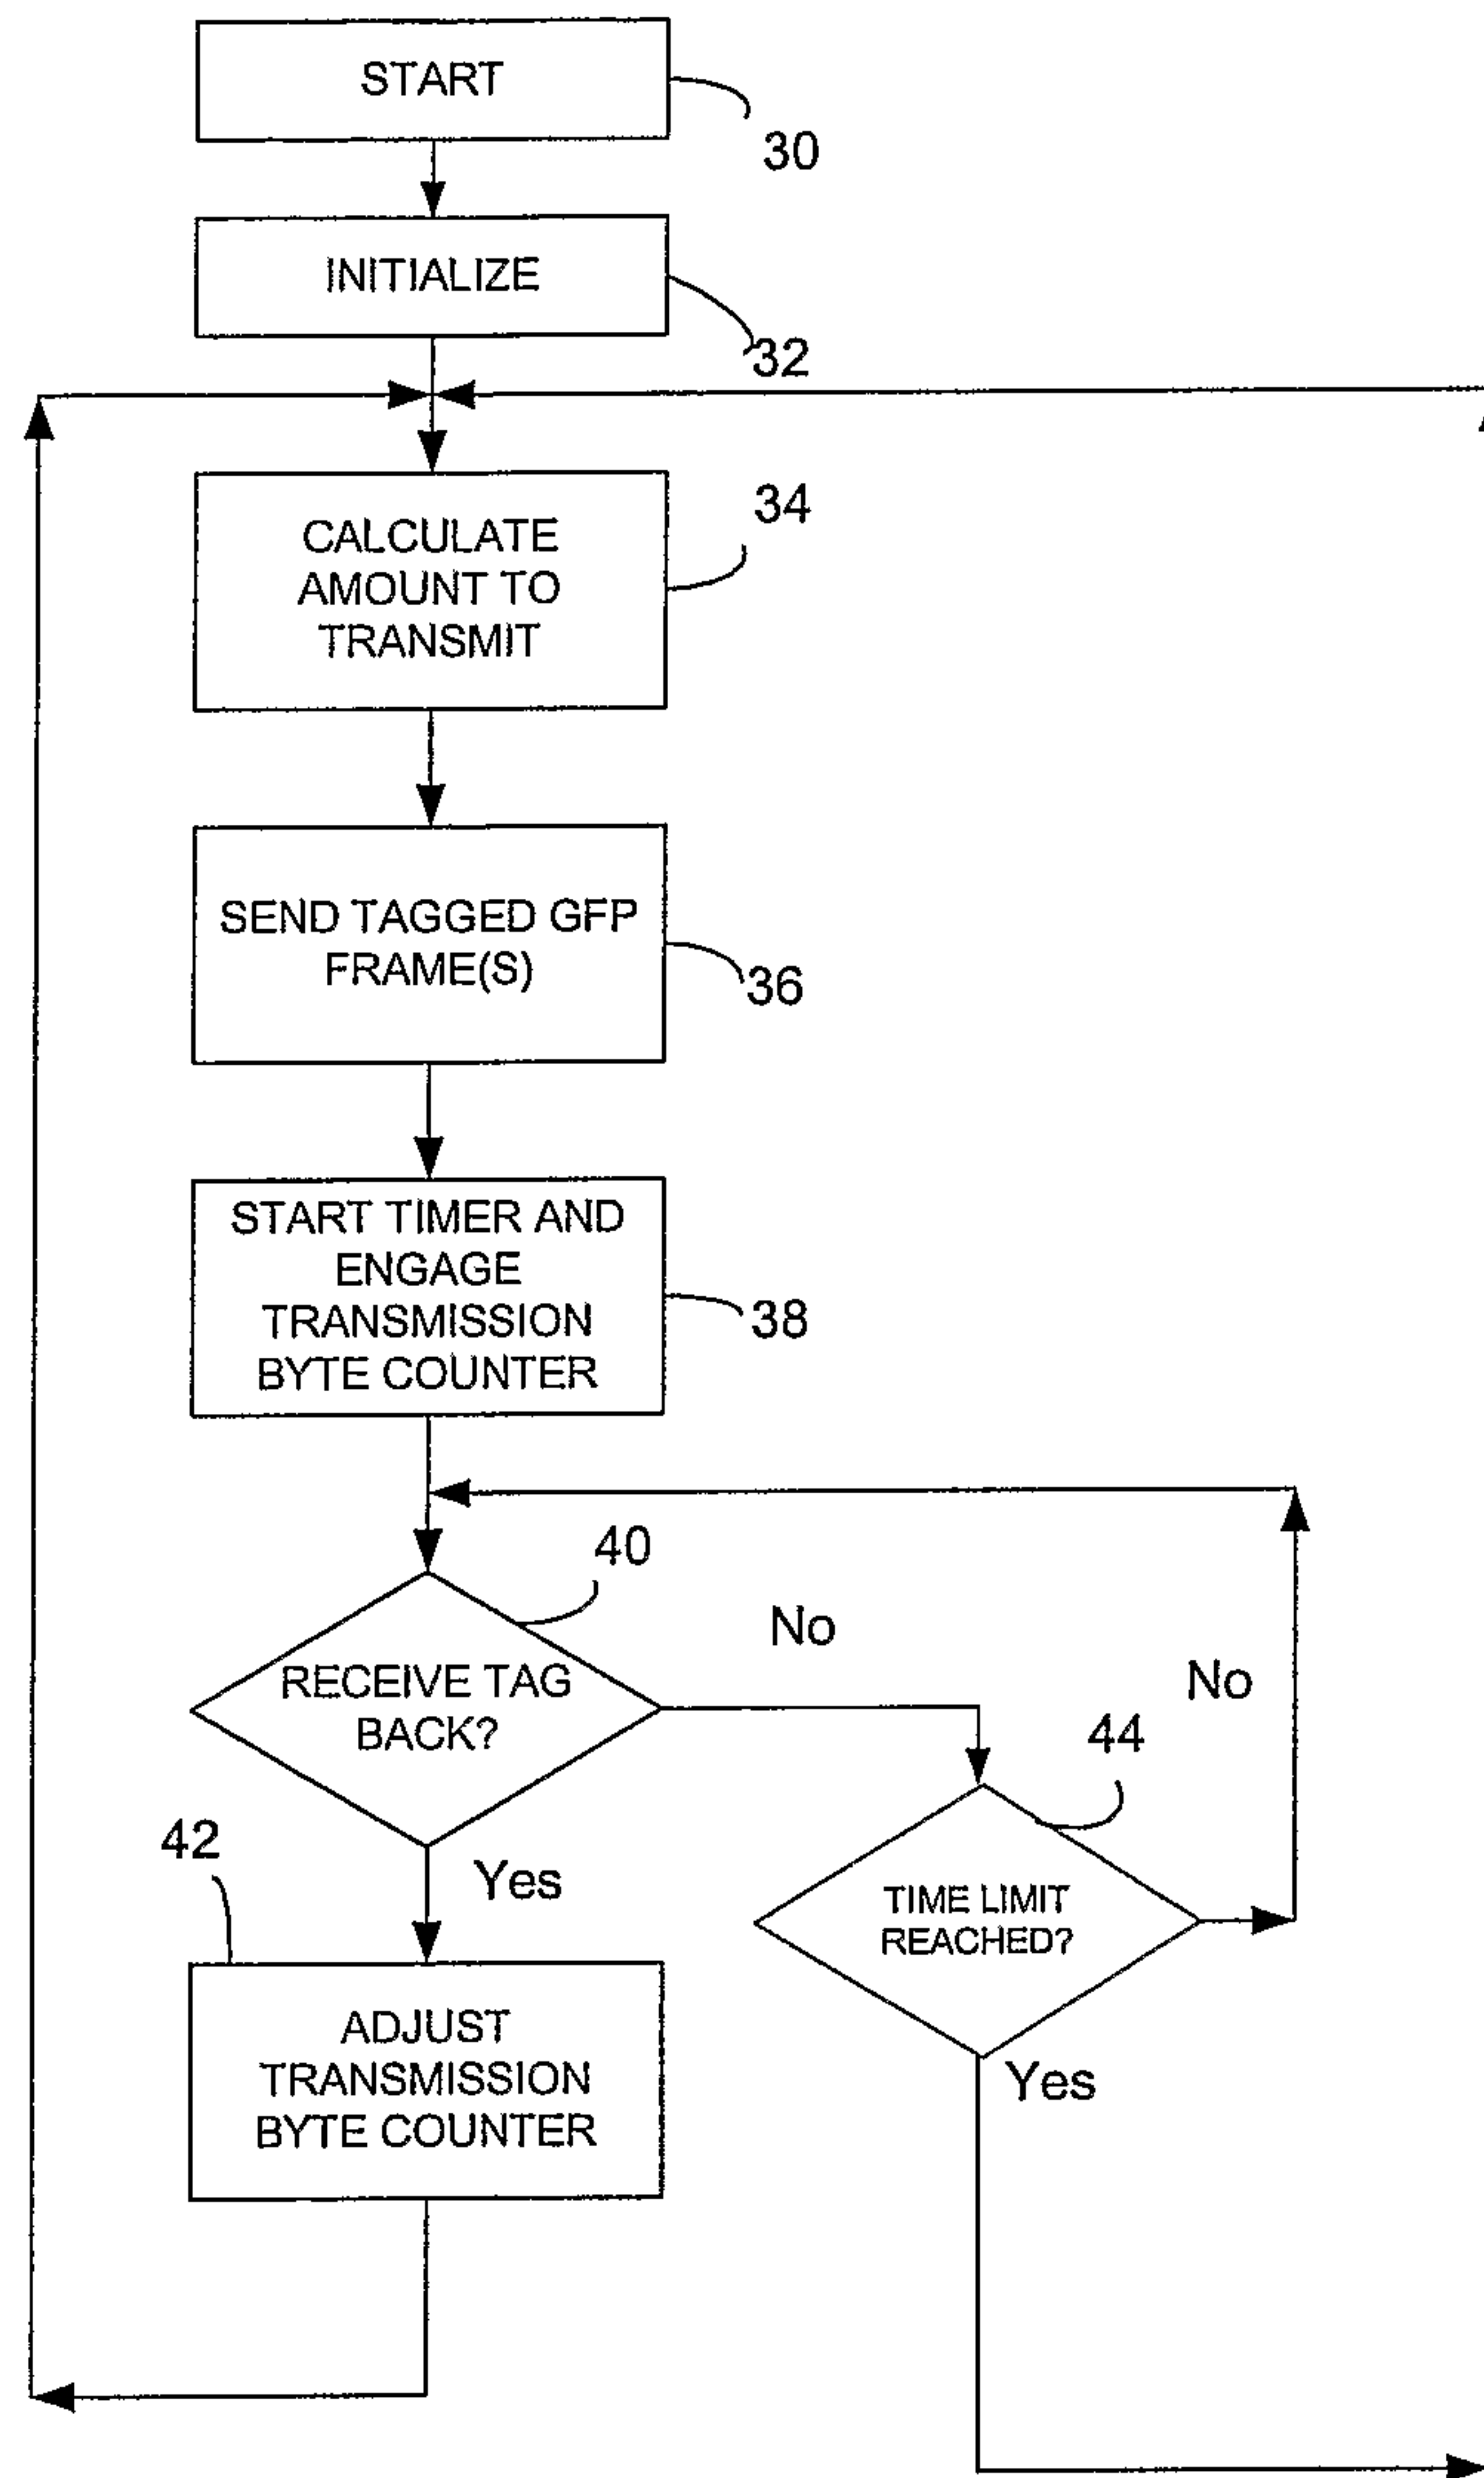 START
30
INITIALIZE
32
34
CALCULATE
AMOUNT TO
TRANSMIT
SEND TAGGED GFP
FRAME(S)
36
START TIMER AND
ENGAGE
TRANSMISSION
BYTE COUNTER
38
40
No
RECEIVE TAG
BACK?
No
44
42
Yes
TIME LIMIT
REACHED?
ADJUST
TRANSMISSION
BYTE COUNTER
Yes